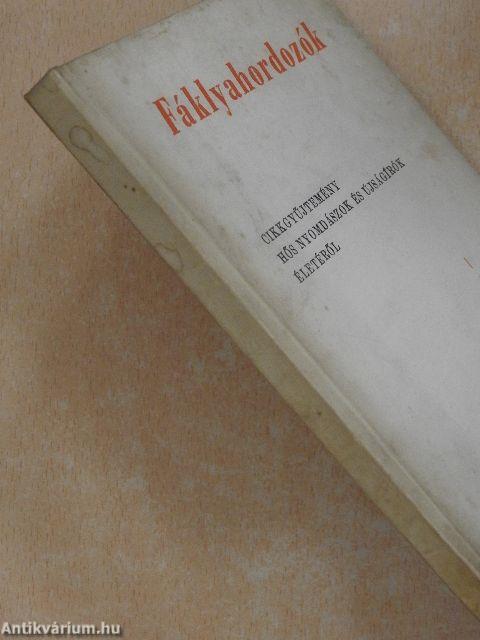 Fáklyahordozók
CIKKGYŰJTEMÉNY
HŐS NYOMDÁSZOK ÉS ÚJSÁGÍRÓK
ÉLETÉRŐL
Antikvárium.hu